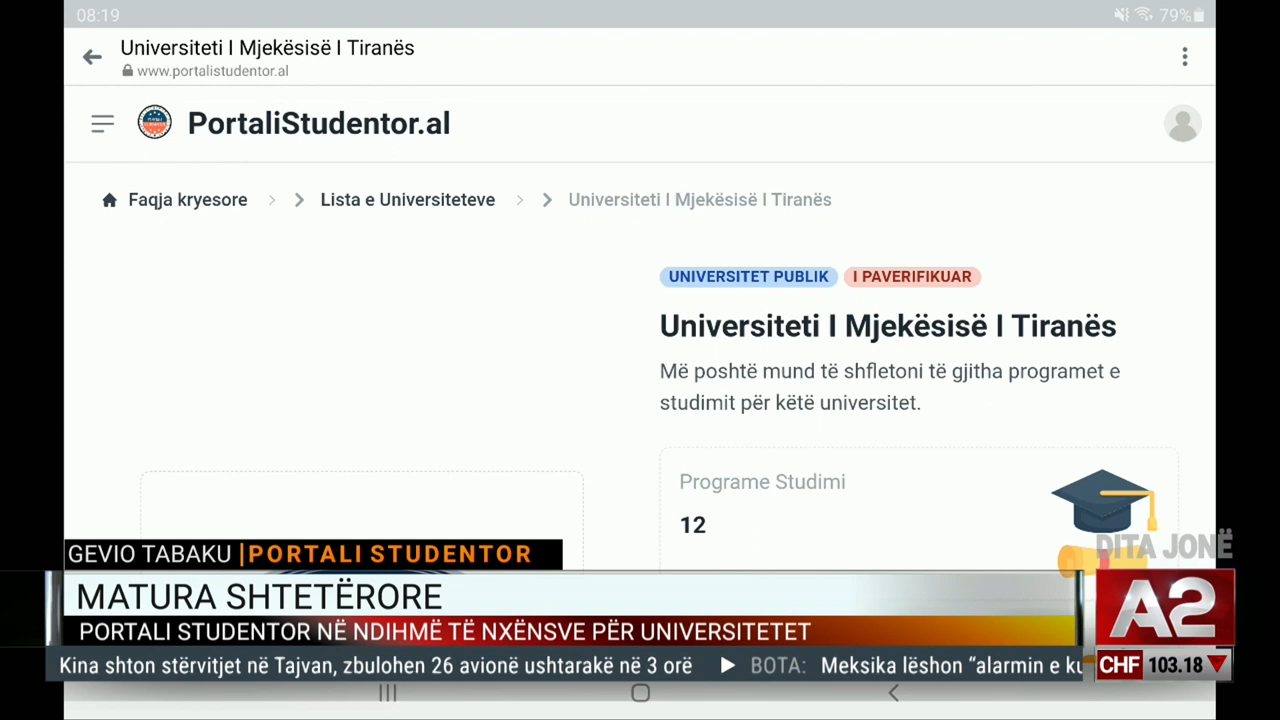 08:19
79%
Universiteti I Mjekësisë I Tiranës
www.portalistudentor.al
PortaliStudentor.al
Faqja kryesore
Lista e Universiteteve
Universiteti I Mjekësisë I Tiranës
UNIVERSITET PUBLIK
I PAVERIFIKUAR
Universiteti I Mjekësisë I Tiranës
Më poshtë mund të shfletoni të gjitha programet e
studimit për këtë universitet.
Programe Studimi
12
DITA JONË
GEVIO TABAKU |PORTALI STUDENTOR
MATURA SHTETËRORE
PORTALI STUDENTOR NË NDIHMË TË NXËNSVE PËR UNIVERSITETET
A2
Kina shton stërvitjet në Tajvan, zbulohen 26 avionë ushtarakë në 3 orë ▶ BOTA: Meksika lëshon “alarmin e
CHF 103.18